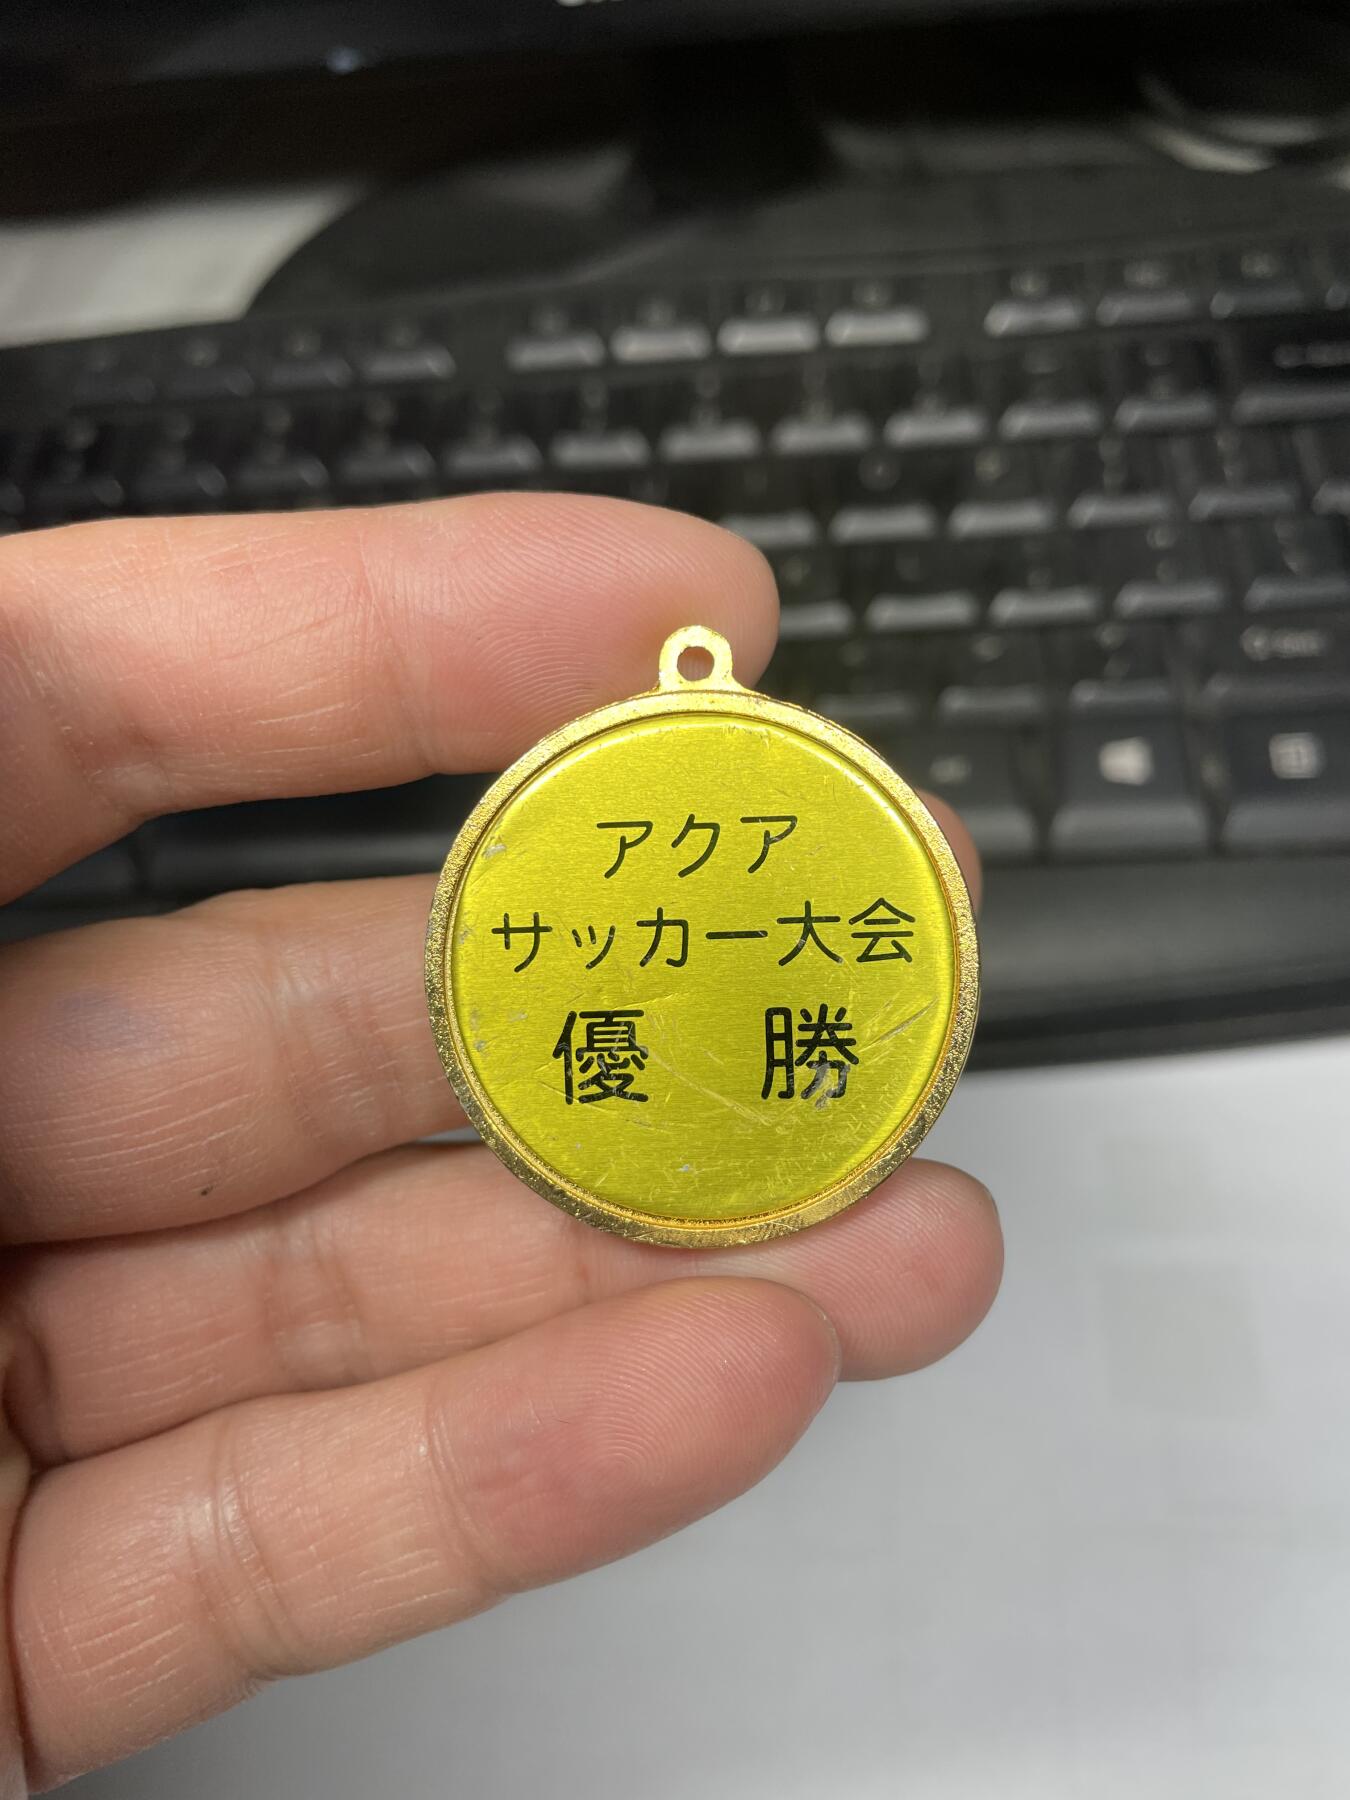 アクア
サッカー大会
優 勝